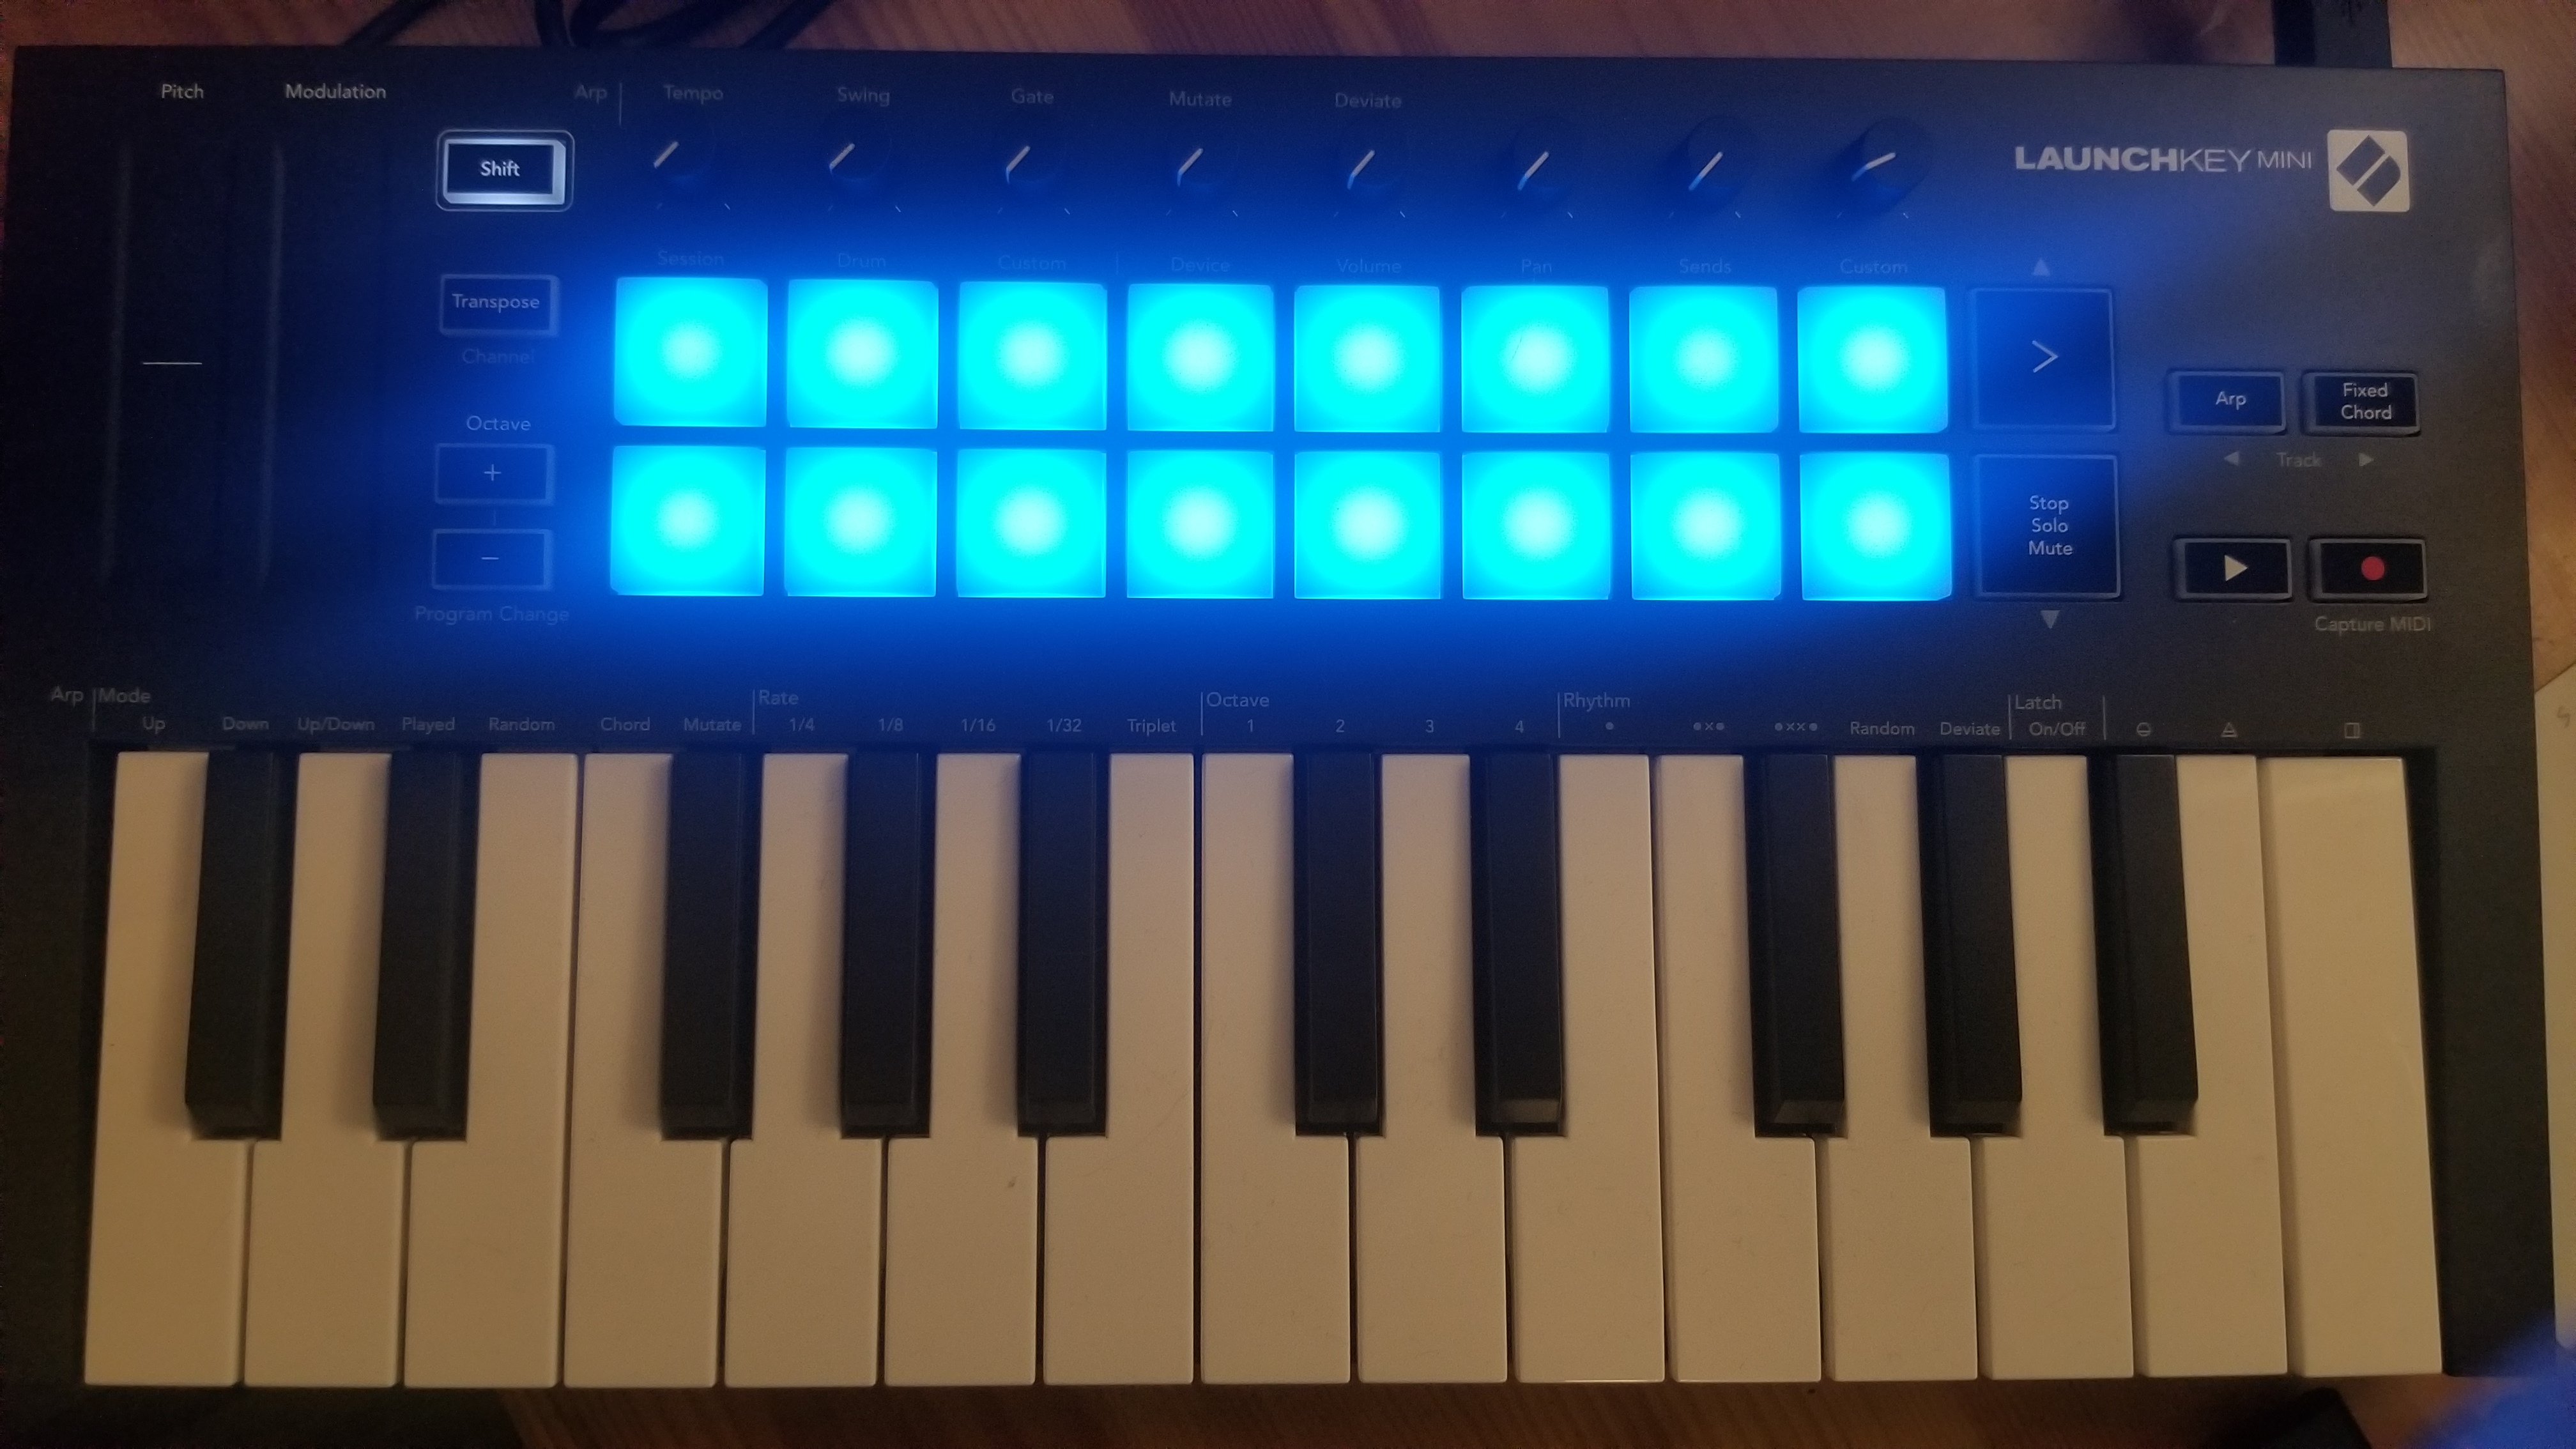 Pitch Modulation
Arp Tempo Swing Gate Mutate Deviate
LAUNCHKEY MINI
Shift
Transpose
Channel
Octave
+
-
Program Change
Session Drum Custom Device Volume Pan Sends Custom
>
Stop
Solo
Mute
Arp
Fixed
Chord
Track
Capture MIDI
Arp Mode Rate Octave Rhythm Latch
Up Down Up/Down Played Random Chord Mutate 1/4 1/8 1/16 1/32 Triplet 1 2 3 4 Random Deviate On/Off